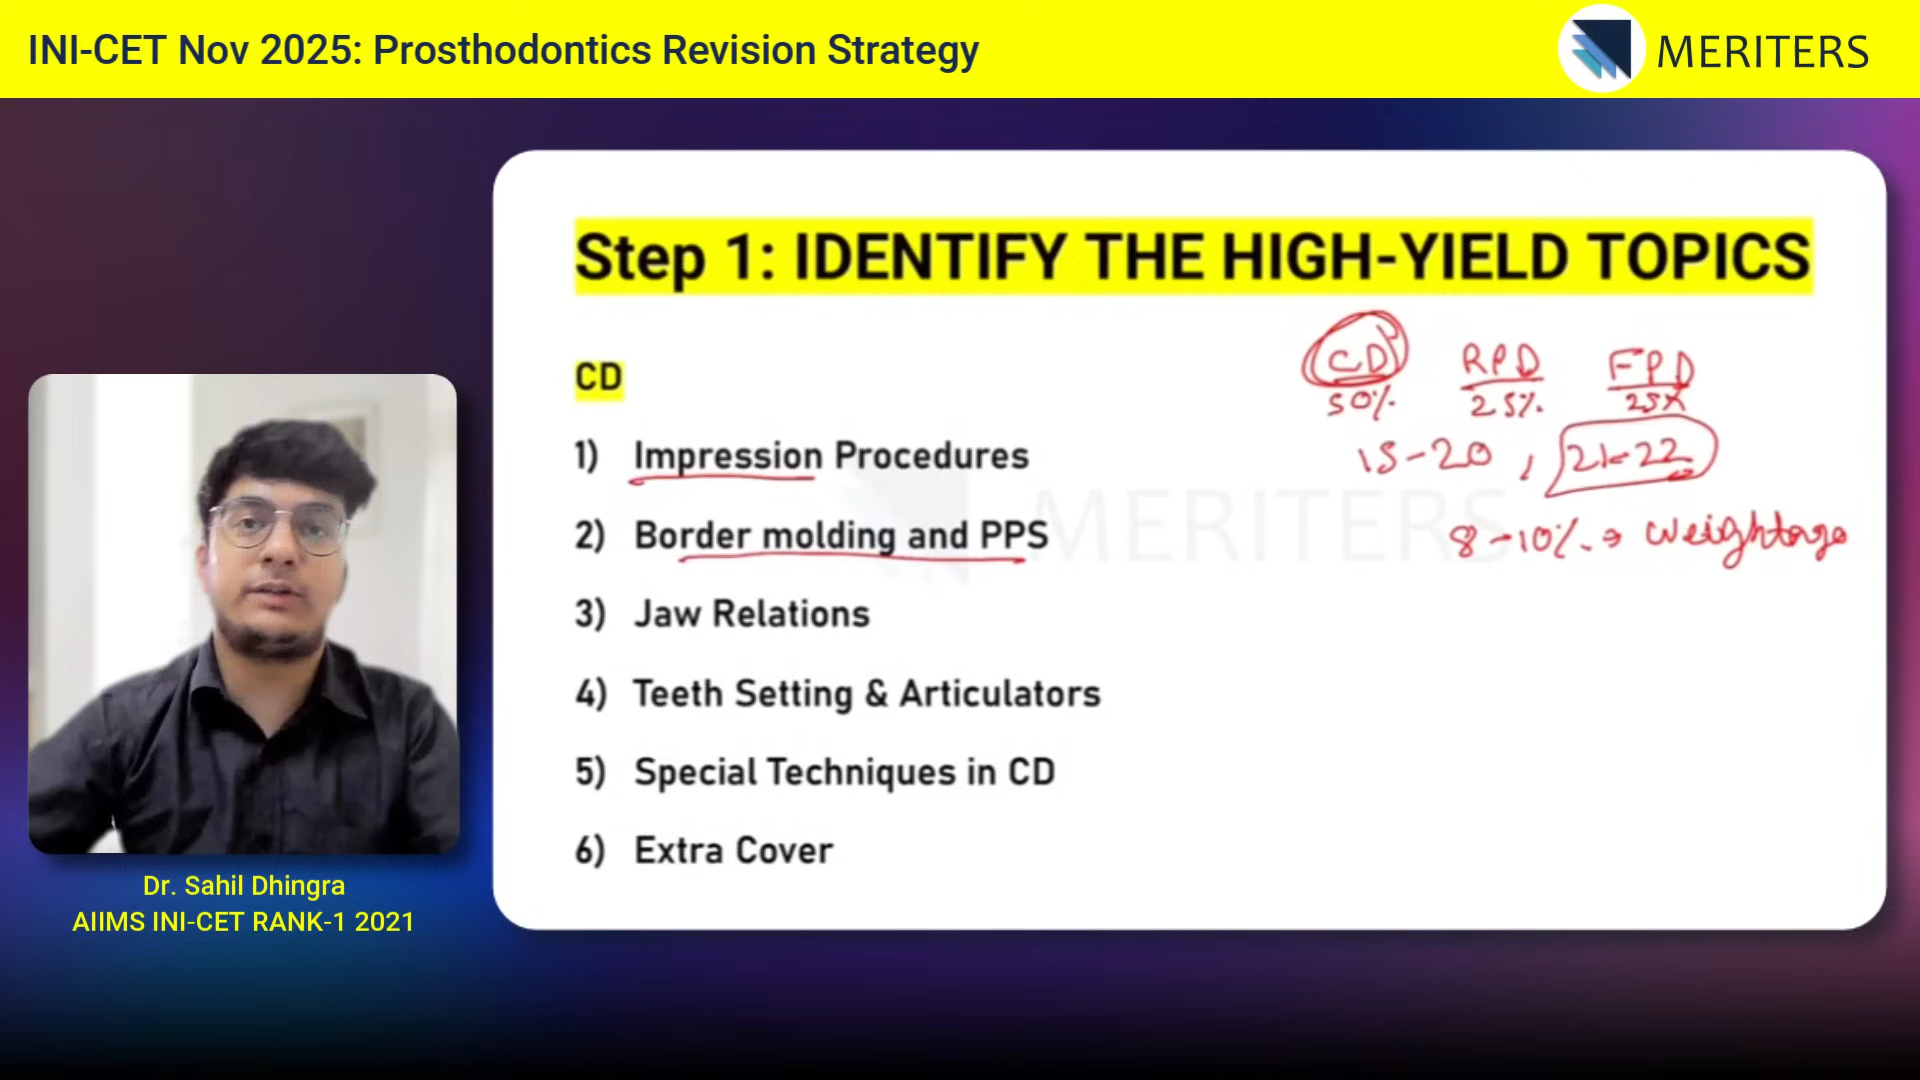 INI-CET Nov 2025: Prosthodontics Revision Strategy
MERITERS
Step 1: IDENTIFY THE HIGH-YIELD TOPICS
CD
1) Impression Procedures
2) Border molding and PPS
3) Jaw Relations
4) Teeth Setting & Articulators
5) Special Techniques in CD
6) Extra Cover
CD RPD FPD
50% 25% 25%
15-20, 21-22
8-10% → weightage
MERITERS
Dr. Sahil Dhingra
AIIMS INI-CET RANK-1 2021